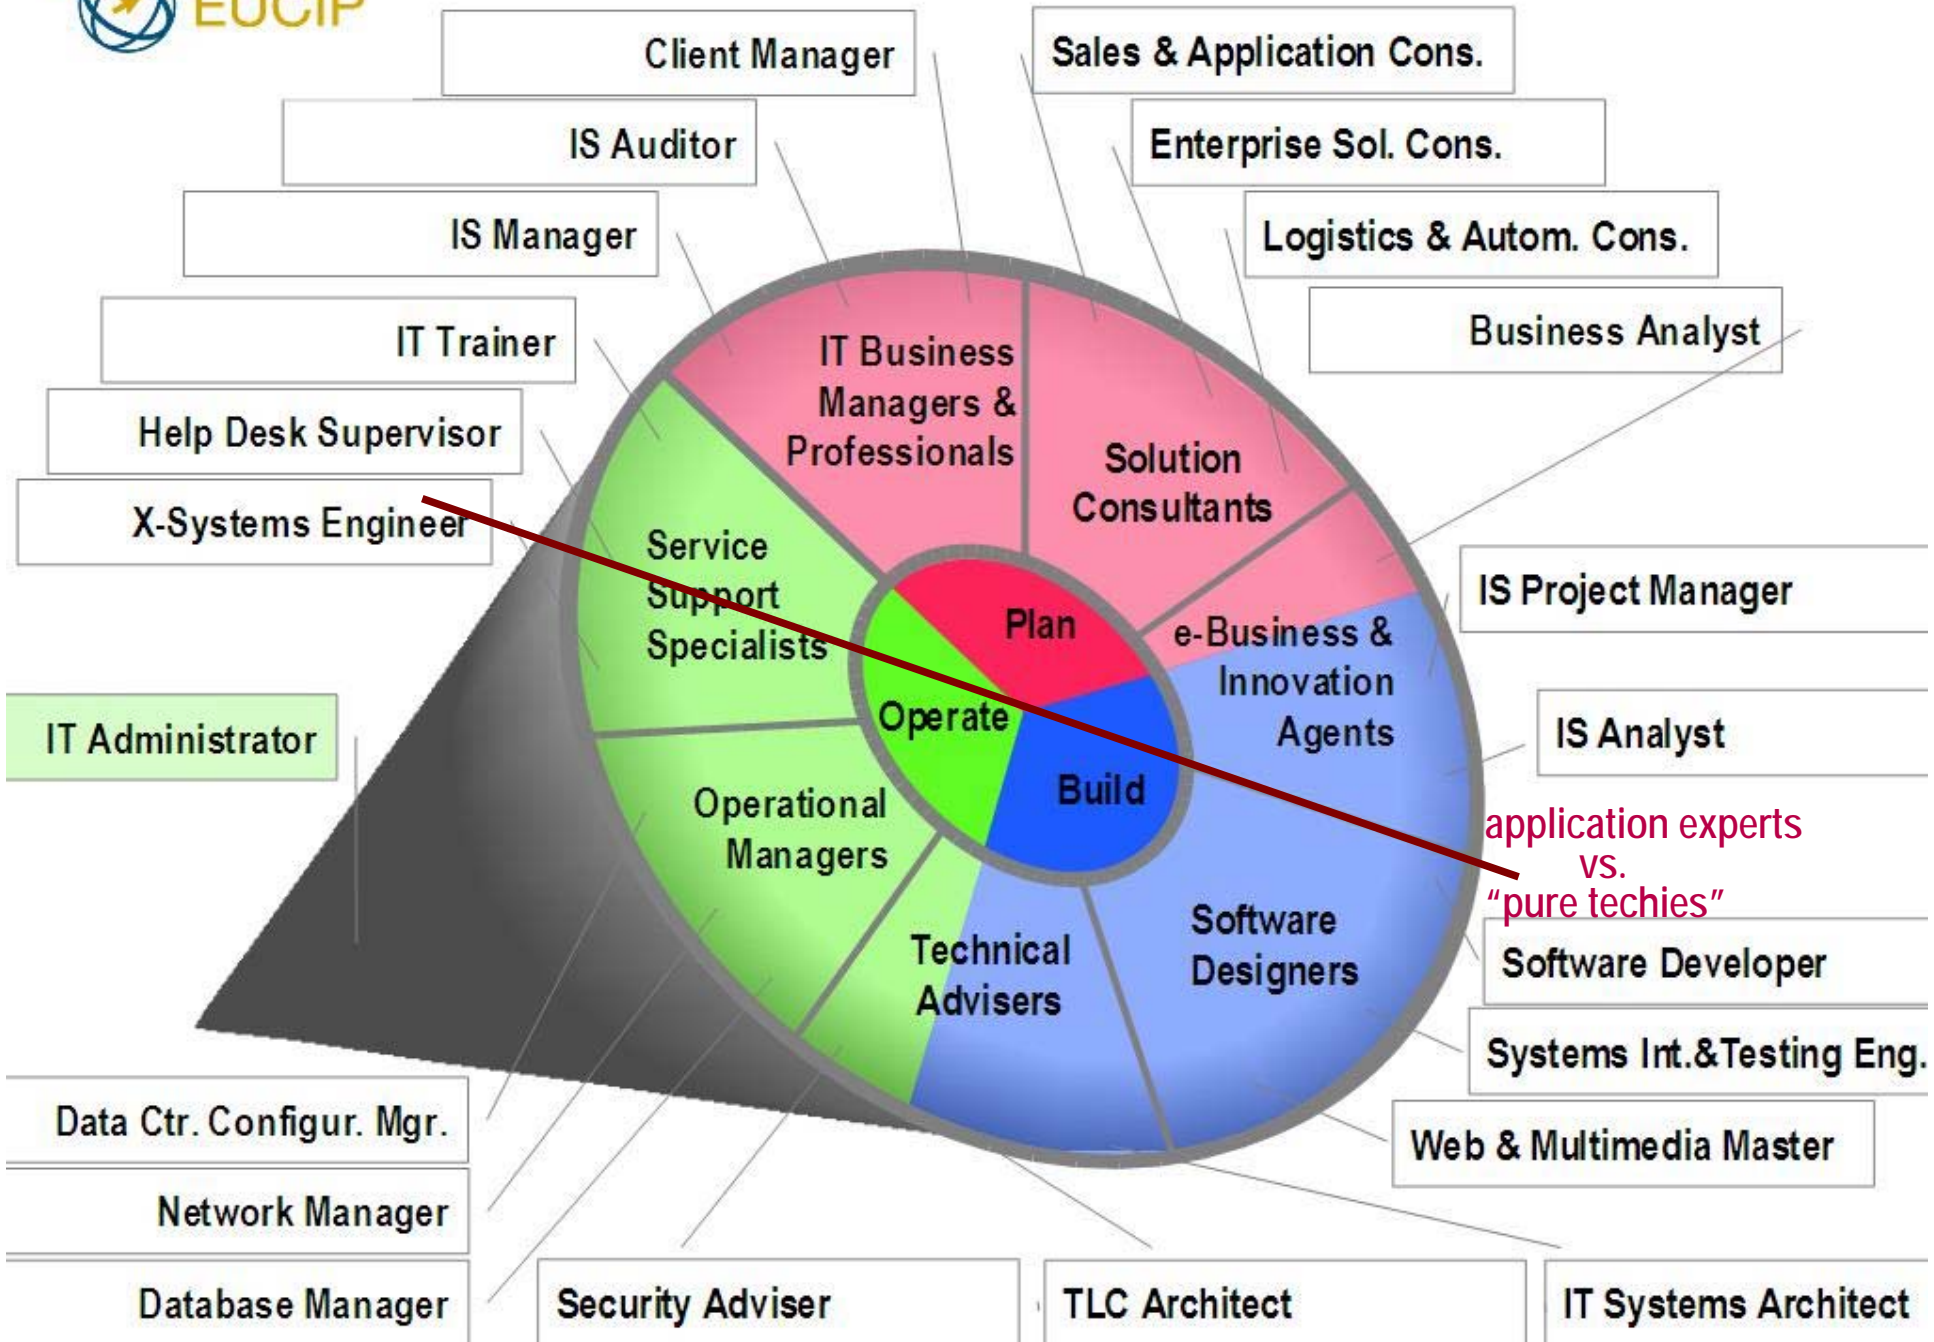 EUCIP
Client Manager
Sales & Application Cons.
IS Auditor
Enterprise Sol. Cons.
IS Manager
Logistics & Autom. Cons.
IT Trainer
Business Analyst
Help Desk Supervisor
X-Systems Engineer
IT Business
Managers &
Professionals
Solution
Consultants
Service
Support
Specialists
Plan
e-Business &
Innovation
Agents
IS Project Manager
Operate
IT Administrator
IS Analyst
Build
Operational
Managers
application experts
vs.
“pure techies”
Software
Designers
Technical
Advisers
Software Developer
Systems Int.&Testing Eng.
Data Ctr. Configur. Mgr.
Web & Multimedia Master
Network Manager
Database Manager
Security Adviser
TLC Architect
IT Systems Architect